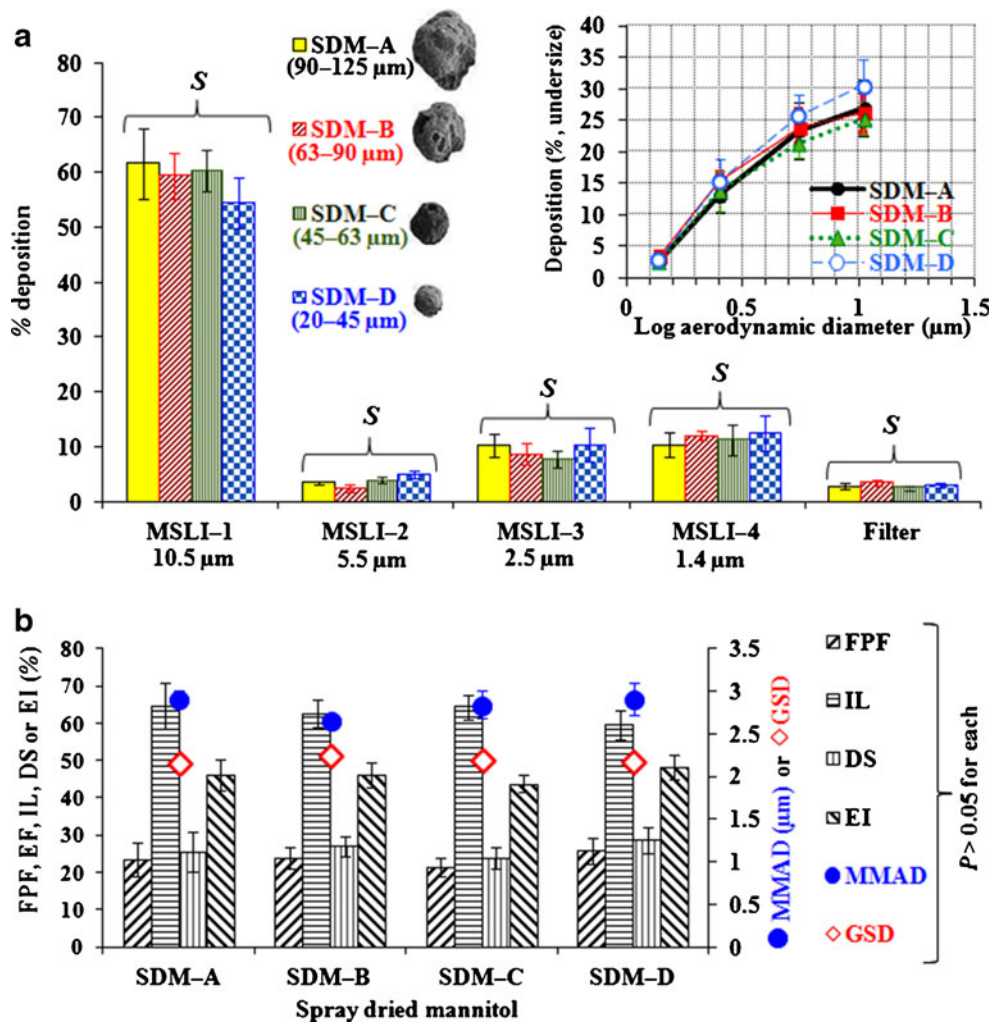 a
% deposition
80
70
60
50
40
30
20
10
0
S
S
S
S
S
SDM–A
(90–125 µm)
SDM–B
(63–90 µm)
SDM–C
(45–63 µm)
SDM–D
(20–45 µm)
MSLI–1
10.5 µm
MSLI–2
5.5 µm
MSLI–3
2.5 µm
MSLI–4
1.4 µm
Filter
Deposition (%, undersize)
40
35
30
25
20
15
10
5
0
SDM–A
SDM–B
SDM–C
SDM–D
0 0.5 1 1.5
Log aerodynamic diameter (µm)
b
FPF, EF, IL, DS or EI (%)
80
70
60
50
40
30
20
10
0
SDM–A SDM–B SDM–C SDM–D
Spray dried mannitol
3.5
3
2.5
2
1.5
1
0.5
0
MMAD (µm) or GSD
FPF
IL
DS
EI
MMAD
GSD
P > 0.05 for each